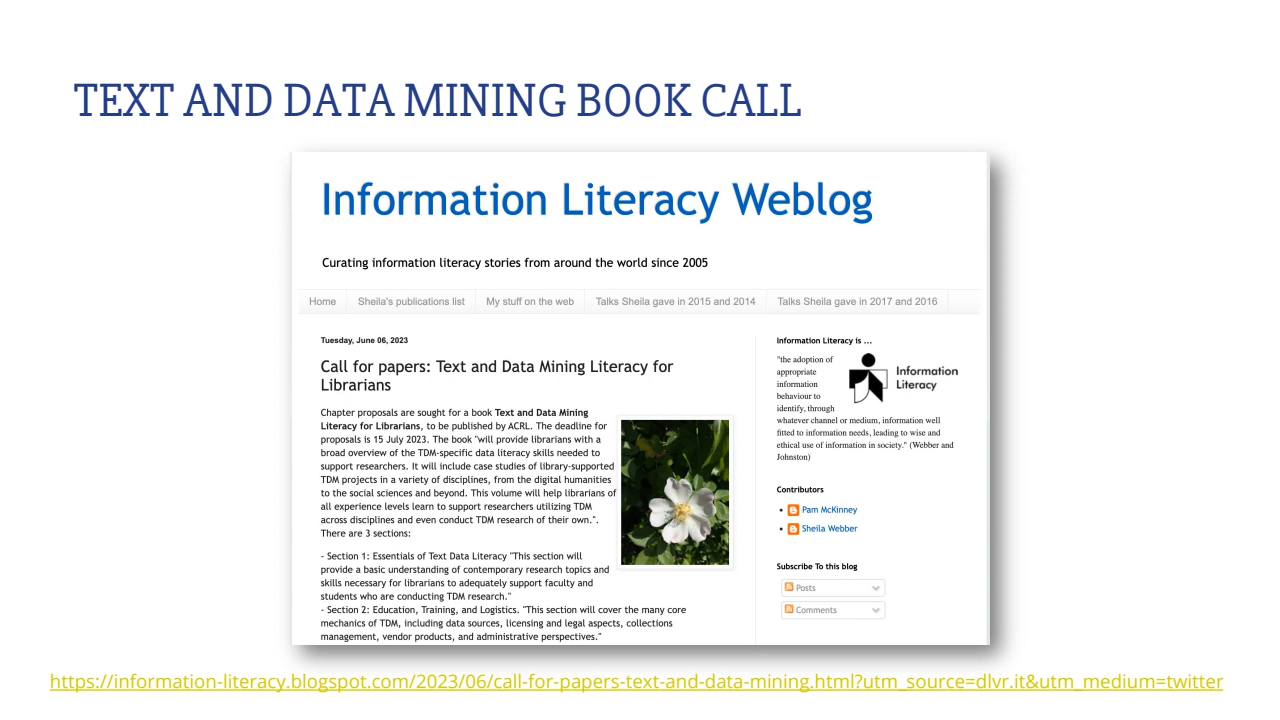 TEXT AND DATA MINING BOOK CALL
Information Literacy Weblog
Curating information literacy stories from around the world since 2005
Home
Sheila's publications list
My stuff on the web
Talks Sheila gave in 2015 and 2014
Talks Sheila gave in 2017 and 2016
Tuesday, June 06, 2023
Call for papers: Text and Data Mining Literacy for
Librarians
Chapter proposals are sought for a book Text and Data Mining
Literacy for Librarians, to be published by ACRL. The deadline for
proposals is 15 July 2023. The book "will provide librarians with a
broad overview of the TDM-specific data literacy skills needed to
support researchers. It will include case studies of library-supported
TDM projects in a variety of disciplines, from the digital humanities
to the social sciences and beyond. This volume will help librarians of
all experience levels learn to support researchers utilizing TDM
across disciplines and even conduct TDM research of their own.".
There are 3 sections:
- Section 1: Essentials of Text Data Literacy "This section will
provide a basic understanding of contemporary research topics and
skills necessary for librarians to adequately support faculty and
students who are conducting TDM research."
- Section 2: Education, Training, and Logistics. "This section will cover the many core
mechanics of TDM, including data sources, licensing and legal aspects, collections
management, vendor products, and administrative perspectives."
Information Literacy is ...
"the adoption of
appropriate
information
behaviour to
identify, through
whatever channel or medium, information well
fitted to information needs, leading to wise and
ethical use of information in society." (Webber and
Johnston)
Information
Literacy
Contributors
Pam McKinney
Sheila Webber
Subscribe To this blog
Posts
Comments
https://information-literacy.blogspot.com/2023/06/call-for-papers-text-and-data-mining.html?utm_source=dlvr.it&utm_medium=twitter